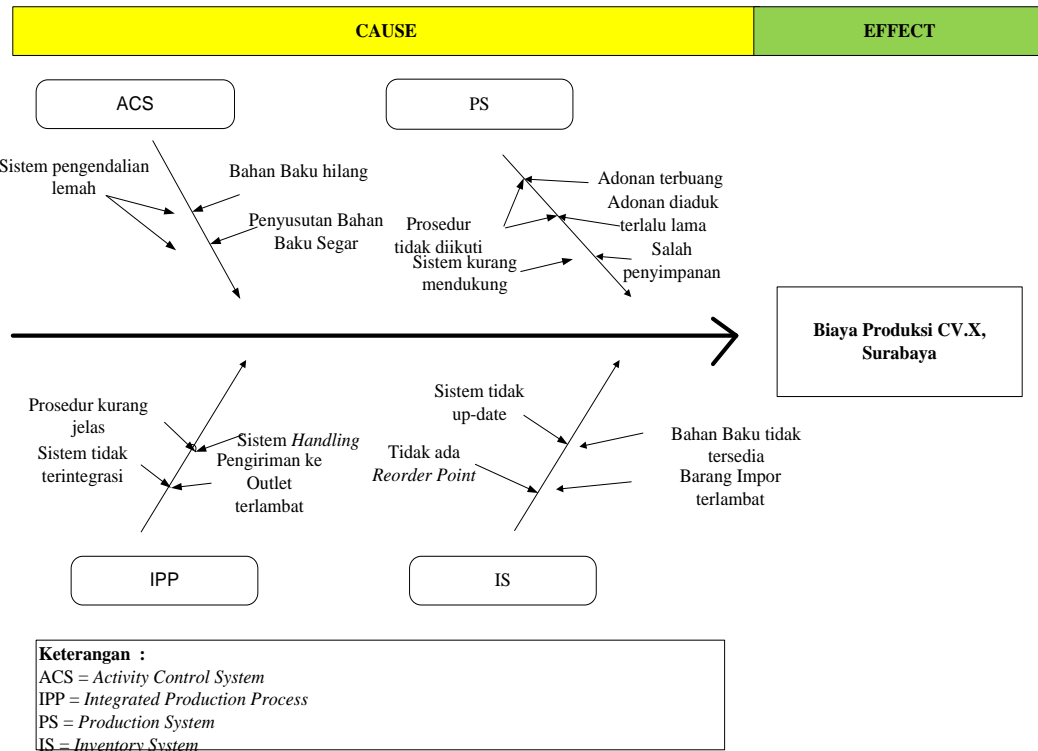 CAUSE
EFFECT
ACS
PS
Sistem pengendalian
lemah
Bahan Baku hilang
Penyusutan Bahan
Baku Segar
Prosedur
tidak diikuti
Sistem kurang
mendukung
Adonan terbuang
Adonan diaduk
terlalu lama
Salah
penyimpanan
Biaya Produksi CV.X,
Surabaya
Prosedur kurang
jelas
Sistem tidak
terintegrasi
Sistem Handling
Pengiriman ke
Outlet
terlambat
Sistem tidak
up-date
Tidak ada
Reorder Point
Bahan Baku tidak
tersedia
Barang Impor
terlambat
IPP
IS
Keterangan :
ACS = Activity Control System
IPP = Integrated Production Process
PS = Production System
IS = Inventory System